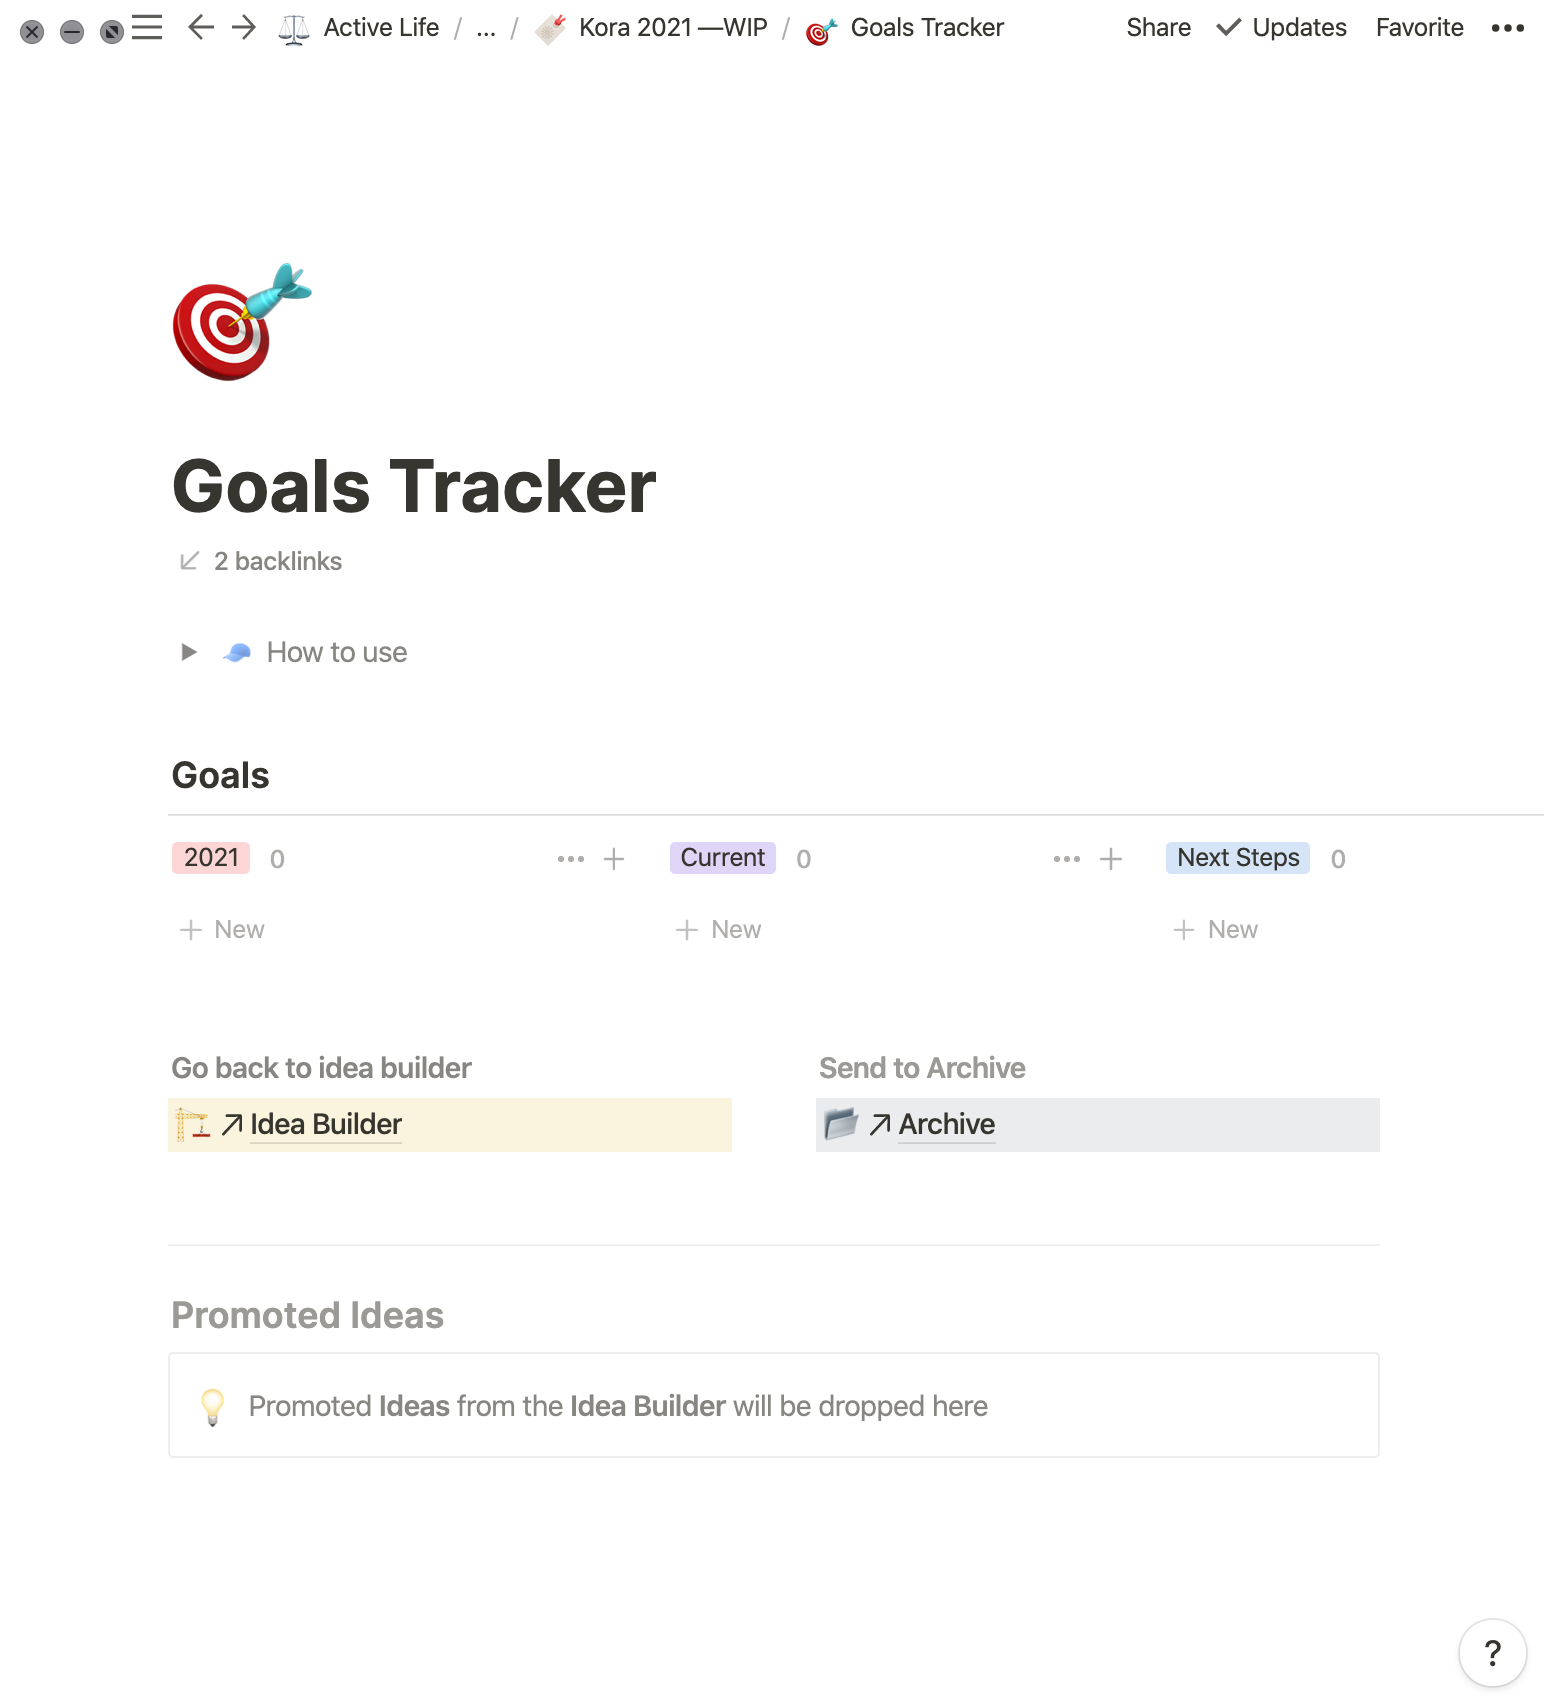 Active Life / ... / Kora 2021 —WIP / Goals Tracker Share Updates Favorite
Goals Tracker
2 backlinks
How to use
Goals
2021 0 Current 0 Next Steps 0
New New New
Go back to idea builder Send to Archive
Idea Builder Archive
Promoted Ideas
Promoted Ideas from the Idea Builder will be dropped here
?